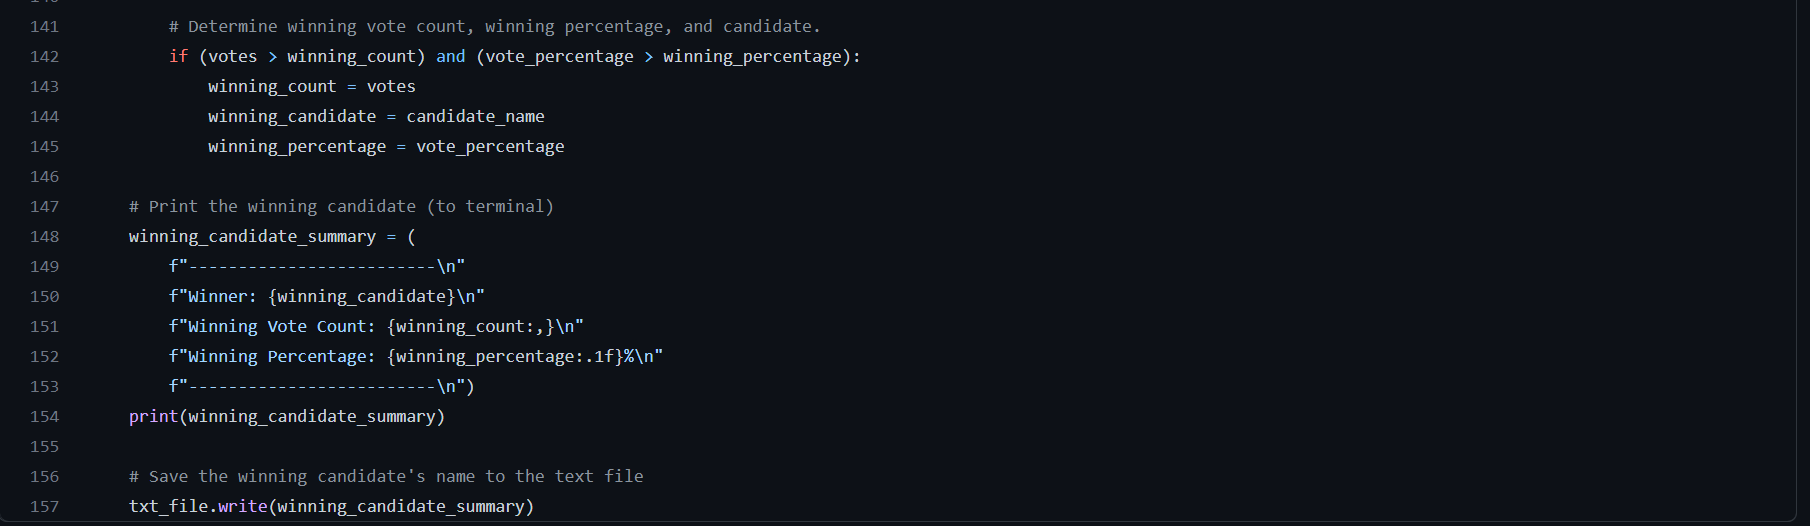 141 # Determine winning vote count, winning percentage, and candidate.
142 if (votes > winning_count) and (vote_percentage > winning_percentage):
143 winning_count = votes
144 winning_candidate = candidate_name
145 winning_percentage = vote_percentage
146
147 # Print the winning candidate (to terminal)
148 winning_candidate_summary = (
149 f"-------------------------\n"
150 f"Winner: {winning_candidate}\n"
151 f"Winning Vote Count: {winning_count:,}\n"
152 f"Winning Percentage: {winning_percentage:.1f}%\n"
153 f"-------------------------\n")
154 print(winning_candidate_summary)
155
156 # Save the winning candidate's name to the text file
157 txt_file.write(winning_candidate_summary)